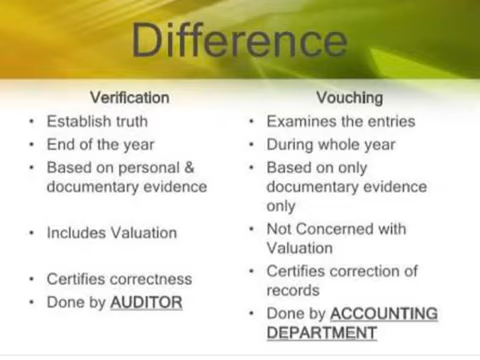 Difference
Verification
• Establish truth
• End of the year
• Based on personal &
documentary evidence
• Includes Valuation
• Certifies correctness
• Done by AUDITOR
Vouching
• Examines the entries
• During whole year
• Based on only
documentary evidence
only
• Not Concerned with
Valuation
• Certifies correction of
records
• Done by ACCOUNTING
DEPARTMENT